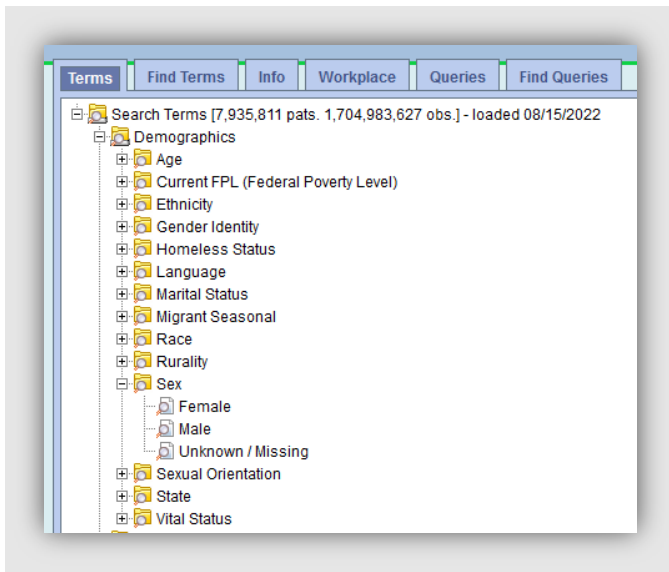 Terms Find Terms Info Workplace Queries Find Queries
Search Terms [7,935,811 pats. 1,704,983,627 obs.] - loaded 08/15/2022
Demographics
Age
Current FPL (Federal Poverty Level)
Ethnicity
Gender Identity
Homeless Status
Language
Marital Status
Migrant Seasonal
Race
Rurality
Sex
Female
Male
Unknown / Missing
Sexual Orientation
State
Vital Status